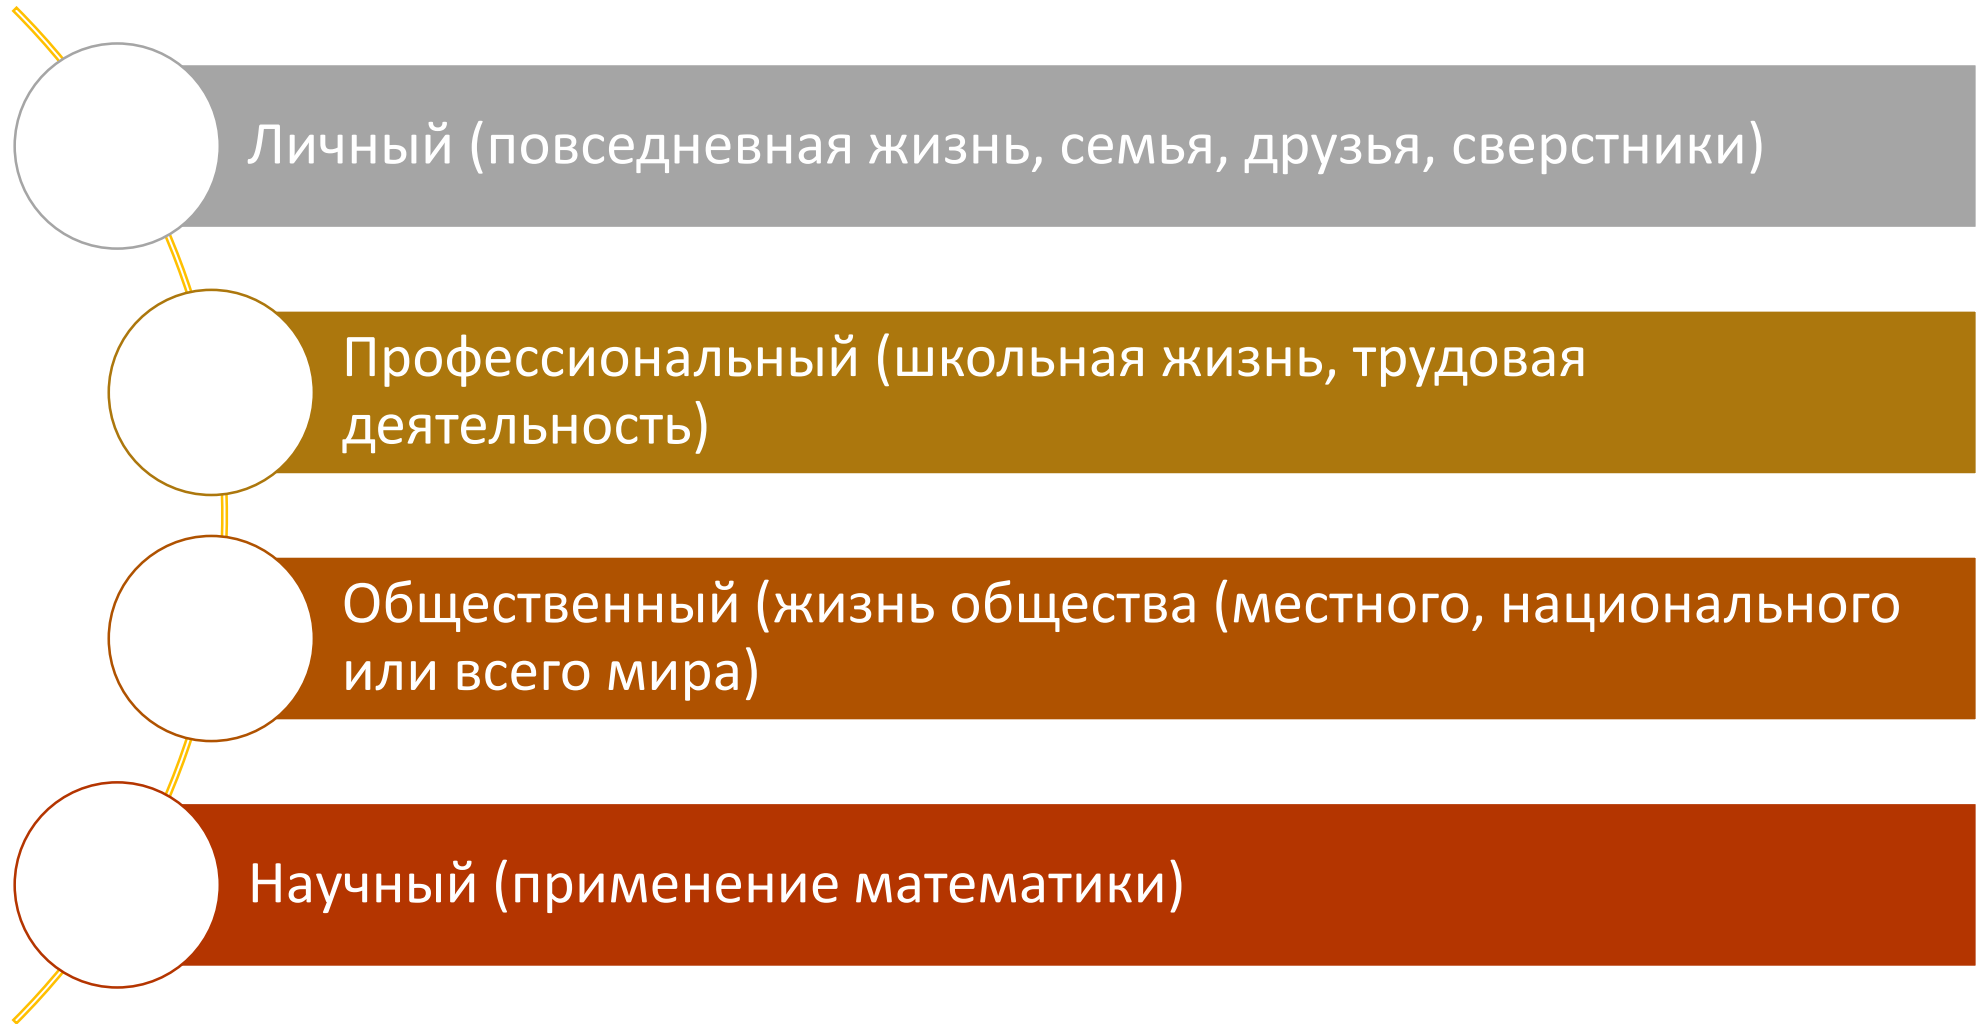 Личный (повседневная жизнь, семья, друзья, сверстники)
Профессиональный (школьная жизнь, трудовая
деятельность)
Общественный (жизнь общества (местного, национального
или всего мира)
Научный (применение математики)